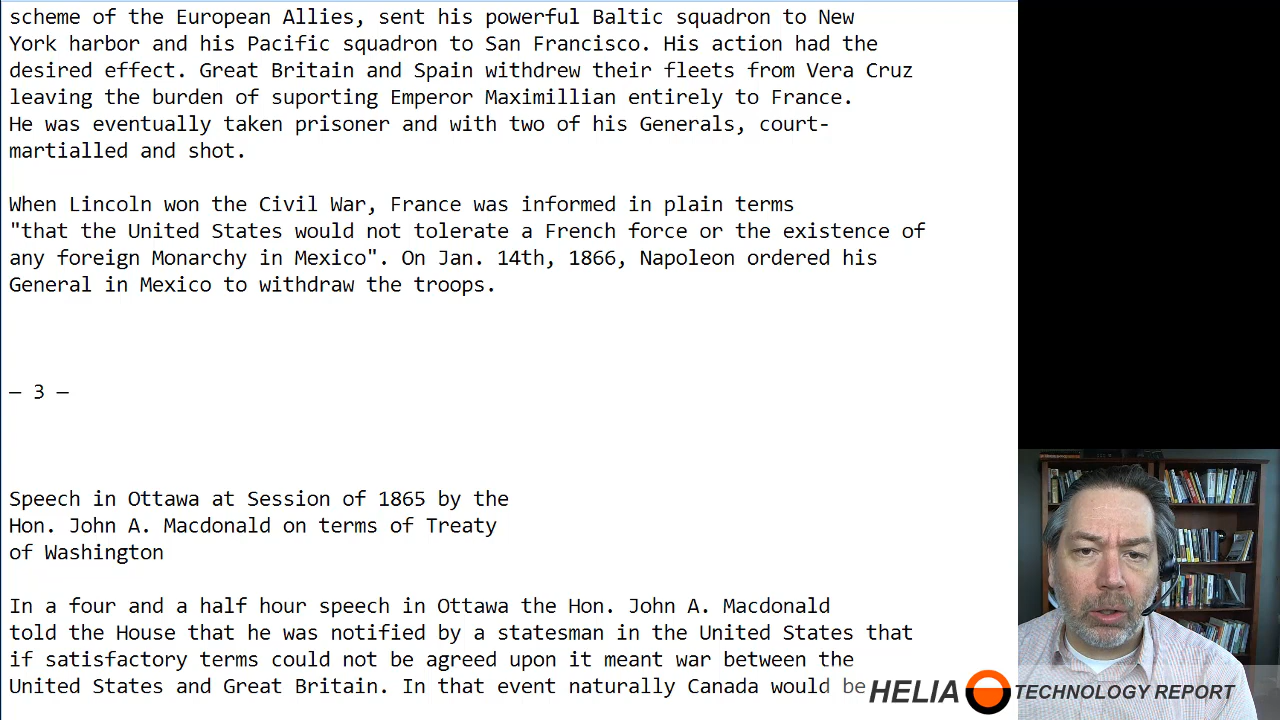 scheme of the European Allies, sent his powerful Baltic squadron to New
York harbor and his Pacific squadron to San Francisco. His action had the
desired effect. Great Britain and Spain withdrew their fleets from Vera Cruz
leaving the burden of suporting Emperor Maximillian entirely to France.
He was eventually taken prisoner and with two of his Generals, court-
martialled and shot.
When Lincoln won the Civil War, France was informed in plain terms
"that the United States would not tolerate a French force or the existence of
any foreign Monarchy in Mexico". On Jan. 14th, 1866, Napoleon ordered his
General in Mexico to withdraw the troops.
— 3 —
Speech in Ottawa at Session of 1865 by the
Hon. John A. Macdonald on terms of Treaty
of Washington
In a four and a half hour speech in Ottawa the Hon. John A. Macdonald
told the House that he was notified by a statesman in the United States that
if satisfactory terms could not be agreed upon it meant war between the
United States and Great Britain. In that event naturally Canada would be
HELIA TECHNOLOGY REPORT